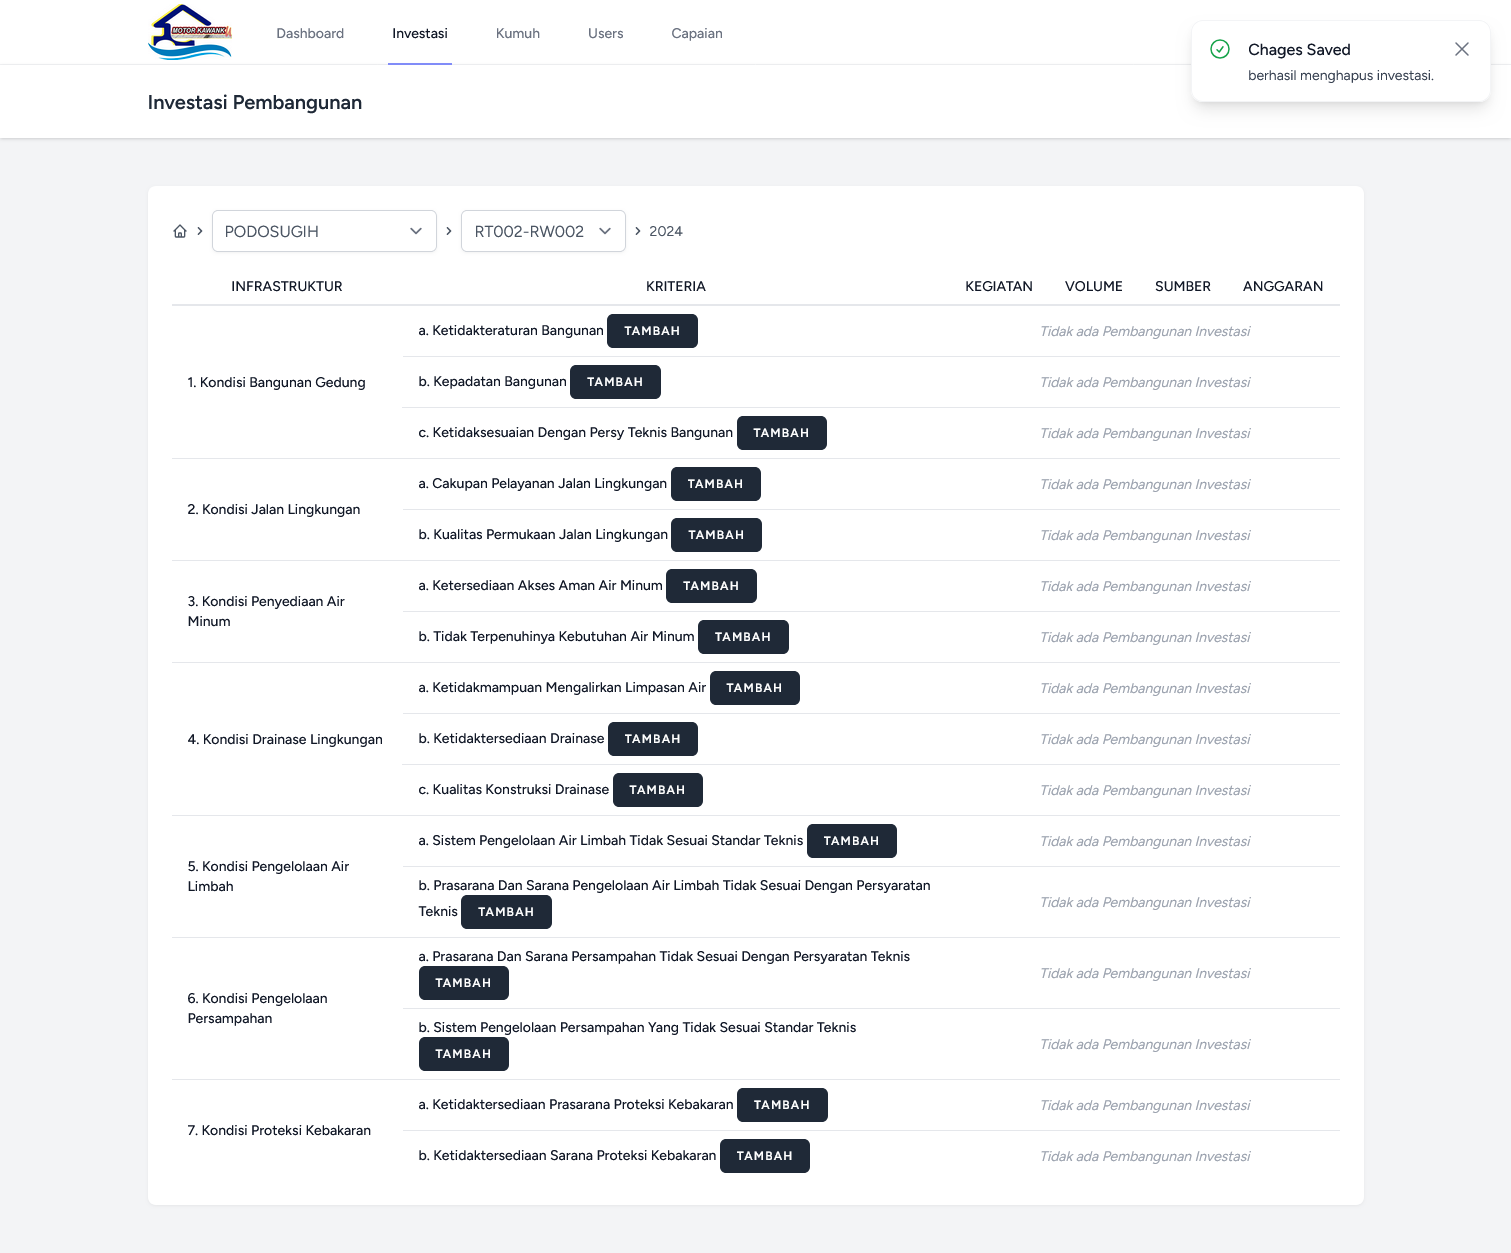 MOTOR KAWANK
Dashboard
Investasi
Kumuh
Users
Capaian
Chages Saved
berhasil menghapus investasi.
Investasi Pembangunan
PODOSUGIH
RT002-RW002
2024
INFRASTRUKTUR KRITERIA KEGIATAN VOLUME SUMBER ANGGARAN
1. Kondisi Bangunan Gedung
a. Ketidakteraturan Bangunan TAMBAH
Tidak ada Pembangunan Investasi
b. Kepadatan Bangunan TAMBAH
Tidak ada Pembangunan Investasi
c. Ketidaksesuaian Dengan Persy Teknis Bangunan TAMBAH
Tidak ada Pembangunan Investasi
2. Kondisi Jalan Lingkungan
a. Cakupan Pelayanan Jalan Lingkungan TAMBAH
Tidak ada Pembangunan Investasi
b. Kualitas Permukaan Jalan Lingkungan TAMBAH
Tidak ada Pembangunan Investasi
3. Kondisi Penyediaan Air
Minum
a. Ketersediaan Akses Aman Air Minum TAMBAH
Tidak ada Pembangunan Investasi
b. Tidak Terpenuhinya Kebutuhan Air Minum TAMBAH
Tidak ada Pembangunan Investasi
4. Kondisi Drainase Lingkungan
a. Ketidakmampuan Mengalirkan Limpasan Air TAMBAH
Tidak ada Pembangunan Investasi
b. Ketidaktersediaan Drainase TAMBAH
Tidak ada Pembangunan Investasi
c. Kualitas Konstruksi Drainase TAMBAH
Tidak ada Pembangunan Investasi
5. Kondisi Pengelolaan Air
Limbah
a. Sistem Pengelolaan Air Limbah Tidak Sesuai Standar Teknis TAMBAH
Tidak ada Pembangunan Investasi
b. Prasarana Dan Sarana Pengelolaan Air Limbah Tidak Sesuai Dengan Persyaratan
Teknis TAMBAH
Tidak ada Pembangunan Investasi
6. Kondisi Pengelolaan
Persampahan
a. Prasarana Dan Sarana Persampahan Tidak Sesuai Dengan Persyaratan Teknis
TAMBAH
Tidak ada Pembangunan Investasi
b. Sistem Pengelolaan Persampahan Yang Tidak Sesuai Standar Teknis
TAMBAH
Tidak ada Pembangunan Investasi
7. Kondisi Proteksi Kebakaran
a. Ketidaktersediaan Prasarana Proteksi Kebakaran TAMBAH
Tidak ada Pembangunan Investasi
b. Ketidaktersediaan Sarana Proteksi Kebakaran TAMBAH
Tidak ada Pembangunan Investasi